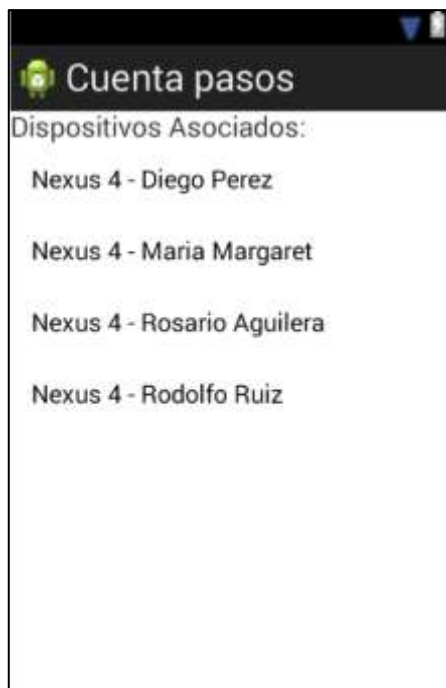 Cuenta pasos
Dispositivos Asociados:
Nexus 4 - Diego Perez
Nexus 4 - Maria Margaret
Nexus 4 - Rosario Aguilera
Nexus 4 - Rodolfo Ruiz